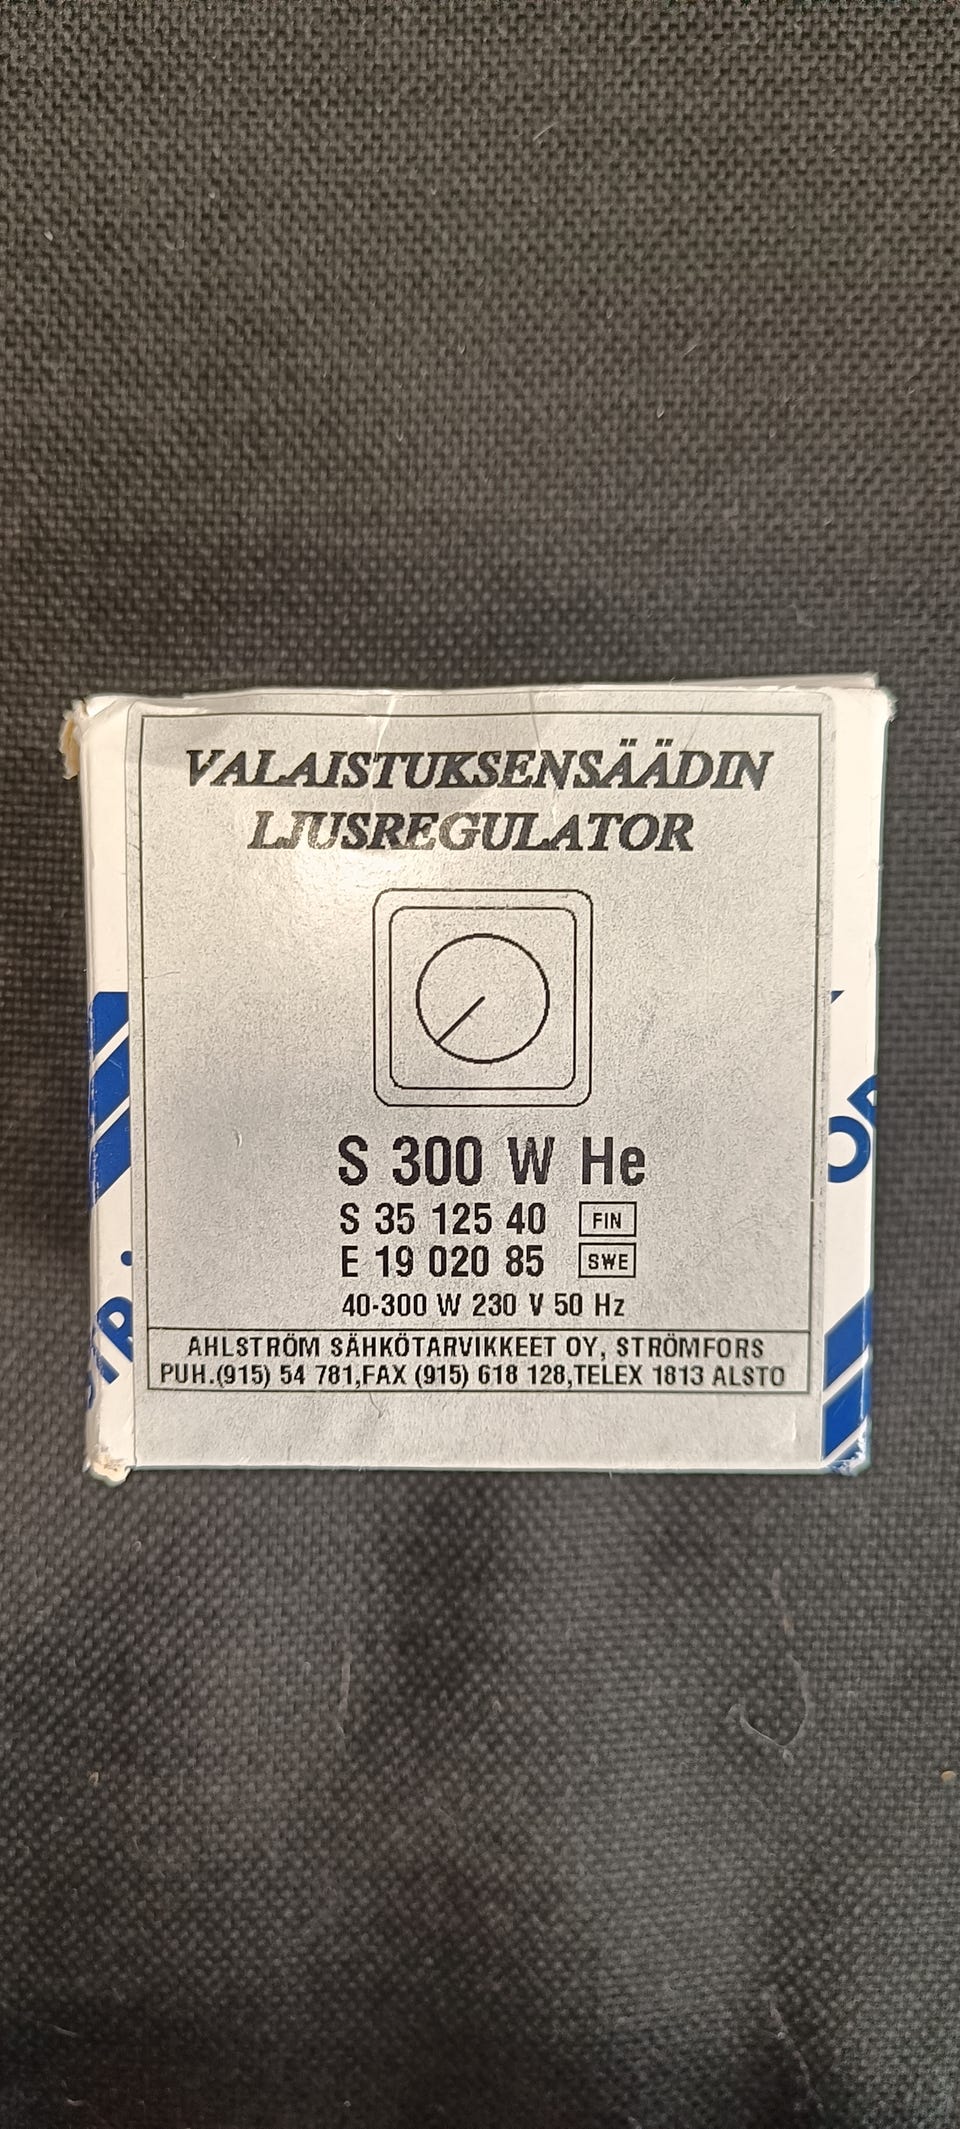 VALAISTUKSENSÄÄDIN
LJUSREGULATOR
S 300 W He
S 35 125 40 FIN
E 19 020 85 SWE
40-300 W 230 V 50 Hz
AHLSTRÖM SÄHKÖTARVIKKEET OY, STRÖMFORS
PUH.(915) 54 781,FAX (915) 618 128,TELEX 1813 ALSTO